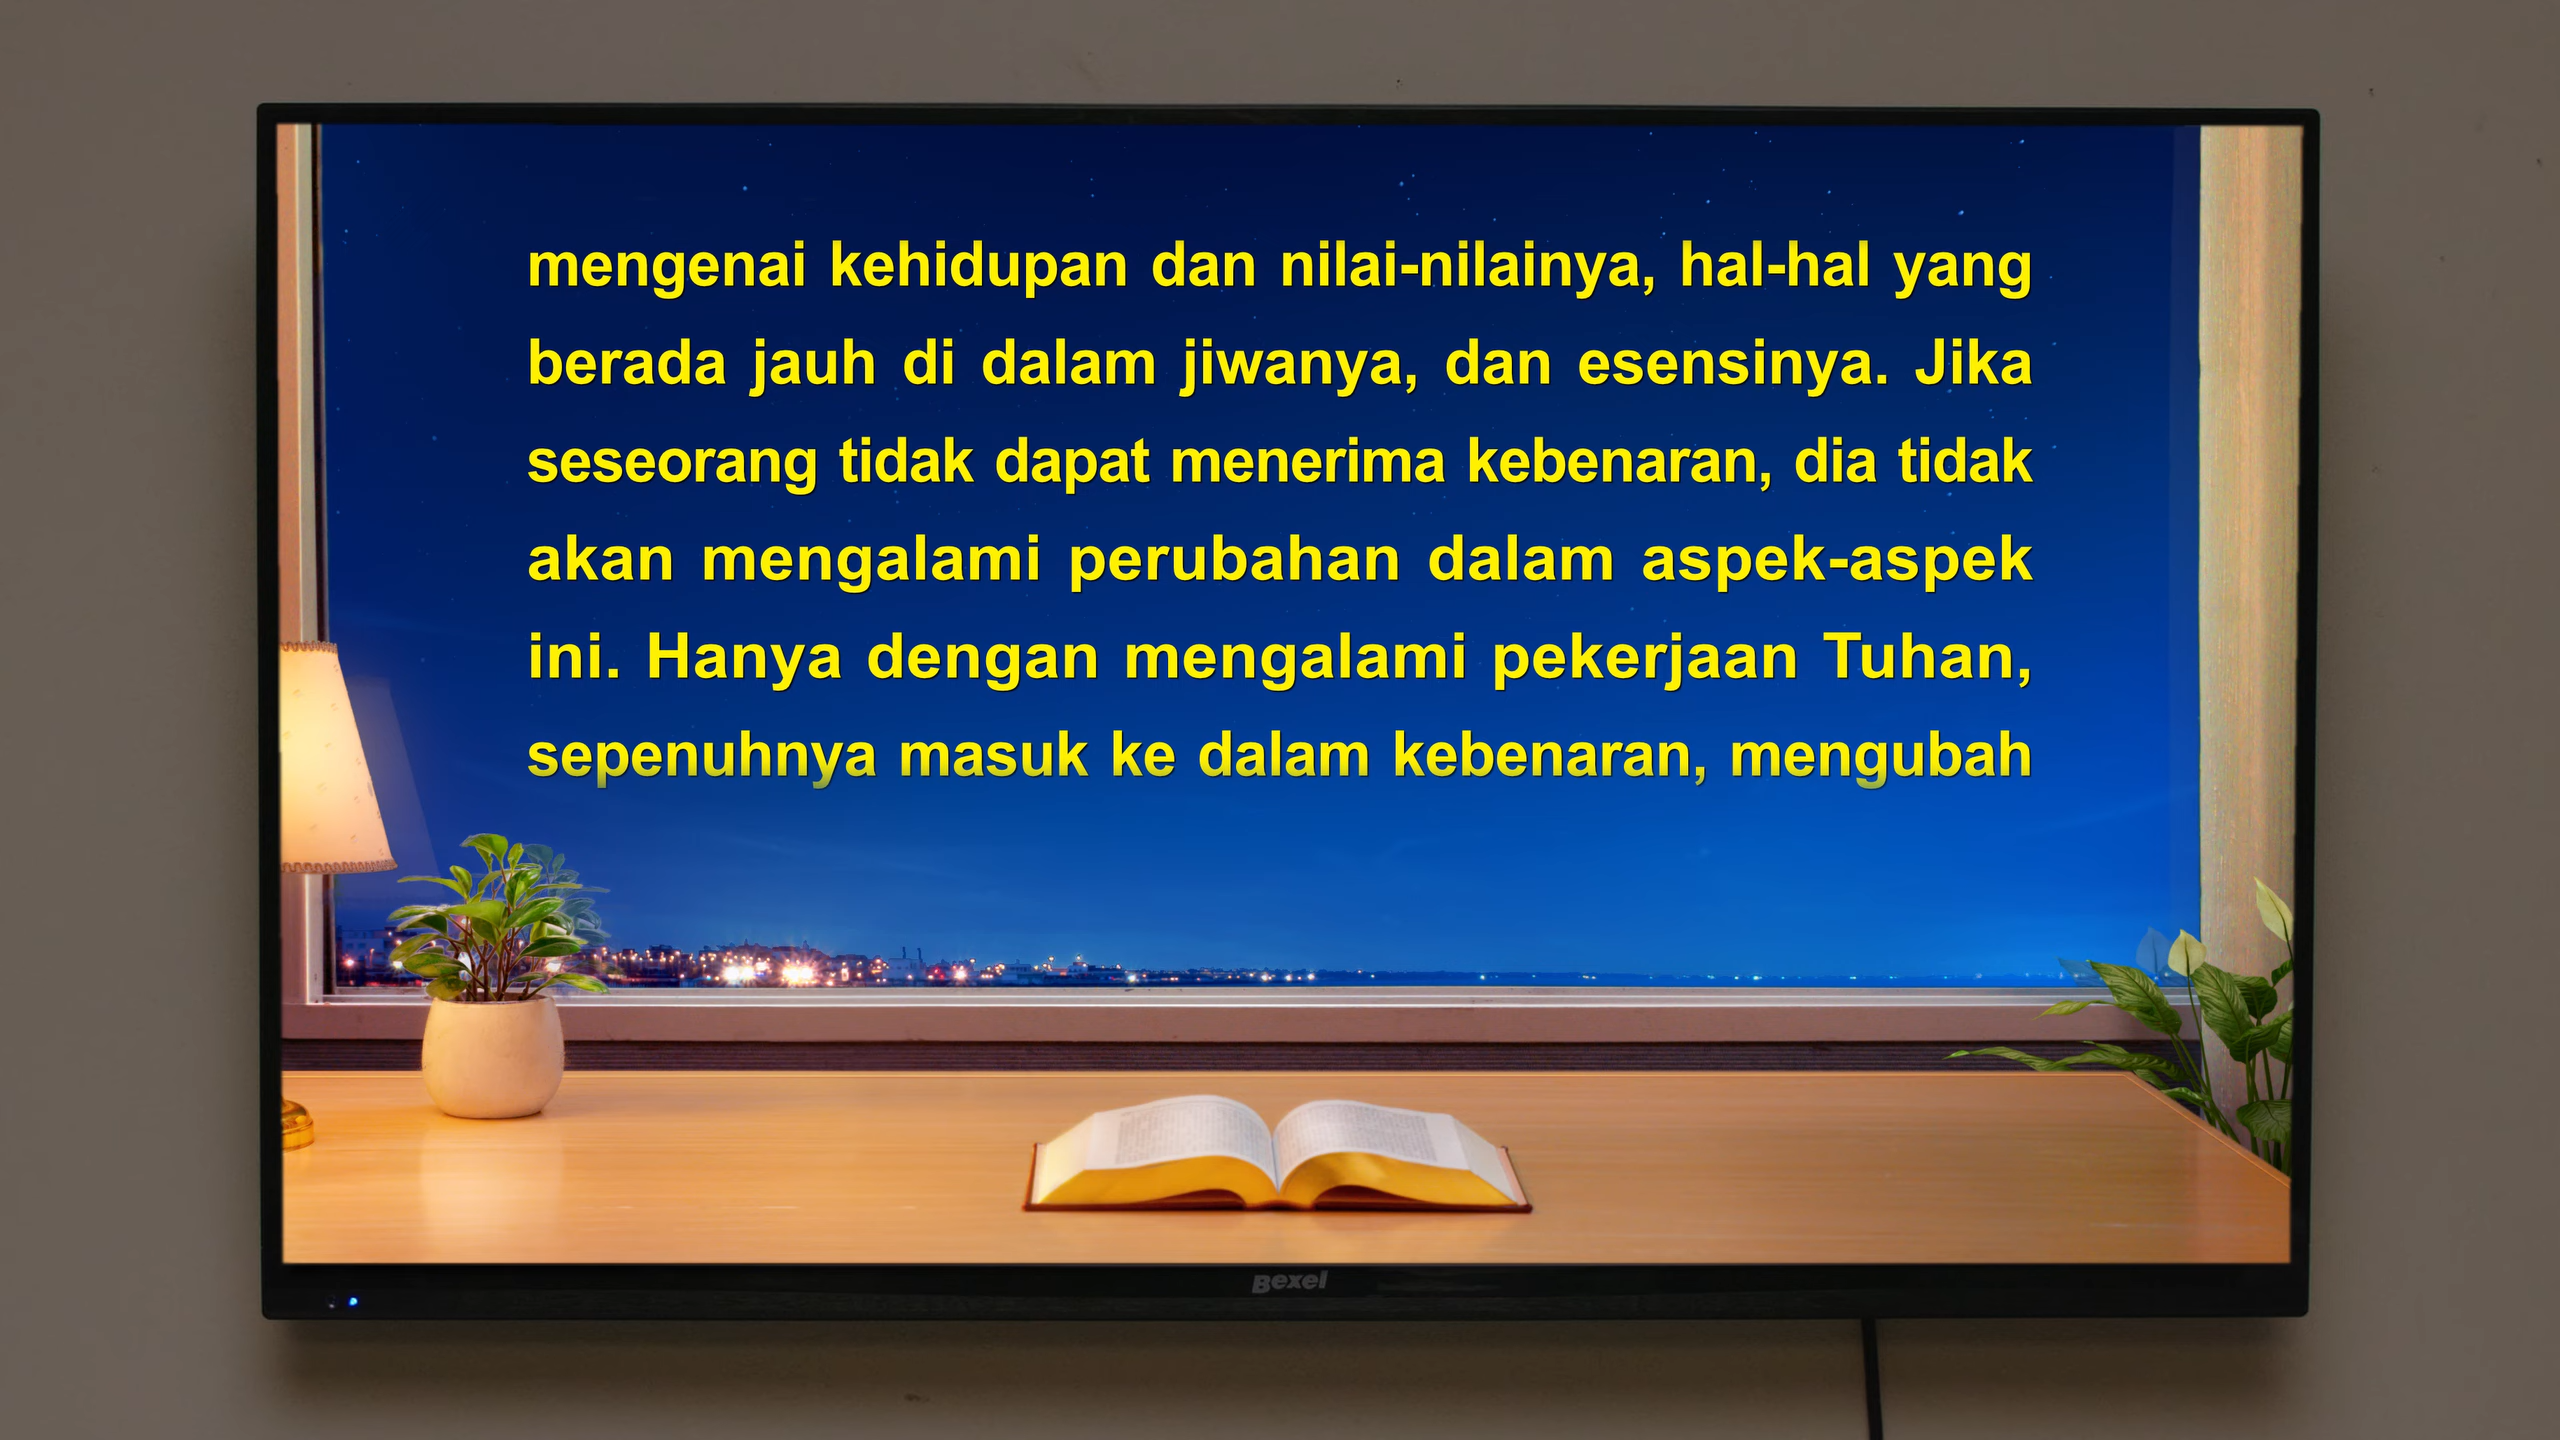 mengenai kehidupan dan nilai-nilainya, hal-hal yang
berada jauh di dalam jiwanya, dan esensinya. Jika
seseorang tidak dapat menerima kebenaran, dia tidak
akan mengalami perubahan dalam aspek-aspek
ini. Hanya dengan mengalami pekerjaan Tuhan,
sepenuhnya masuk ke dalam kebenaran, mengubah
Bexel